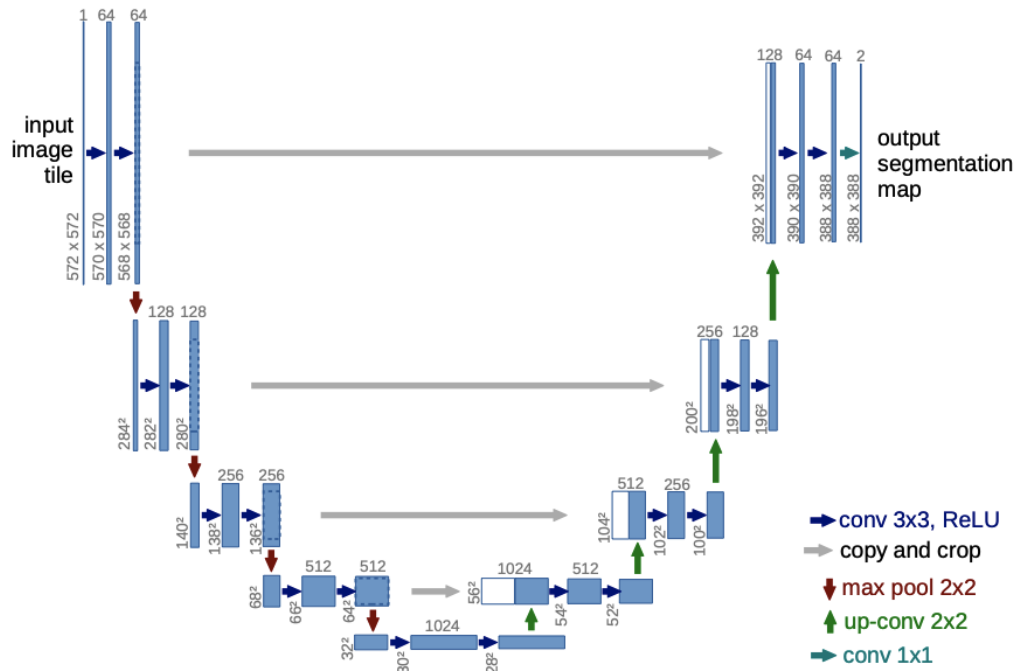 1 64 64
input
image
tile
572 x 572
570 x 570
568 x 568
128 64 64 2
output
segmentation
map
392 x 392
390 x 390
388 x 388
388 x 388
128 128
284²
282²
280²
256 128
200²
198²
196²
256 256
140²
138²
136²
512 256
104²
102²
100²
512 512
68²
66²
64²
1024 512
56²
54²
52²
1024
32²
30²
28²
conv 3x3, ReLU
copy and crop
max pool 2x2
up-conv 2x2
conv 1x1